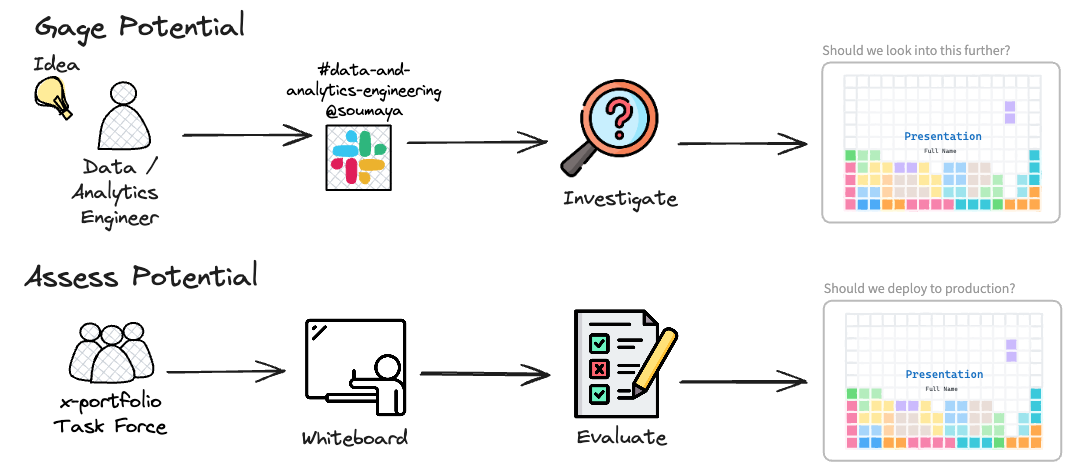 Gage Potential
Idea
Data /
Analytics
Engineer
#data-and-
analytics-engineering
@soumaya
Investigate
Should we look into this further?
Presentation
Full Name
Assess Potential
x-portfolio
Task Force
Whiteboard
Evaluate
Should we deploy to production?
Presentation
Full Name